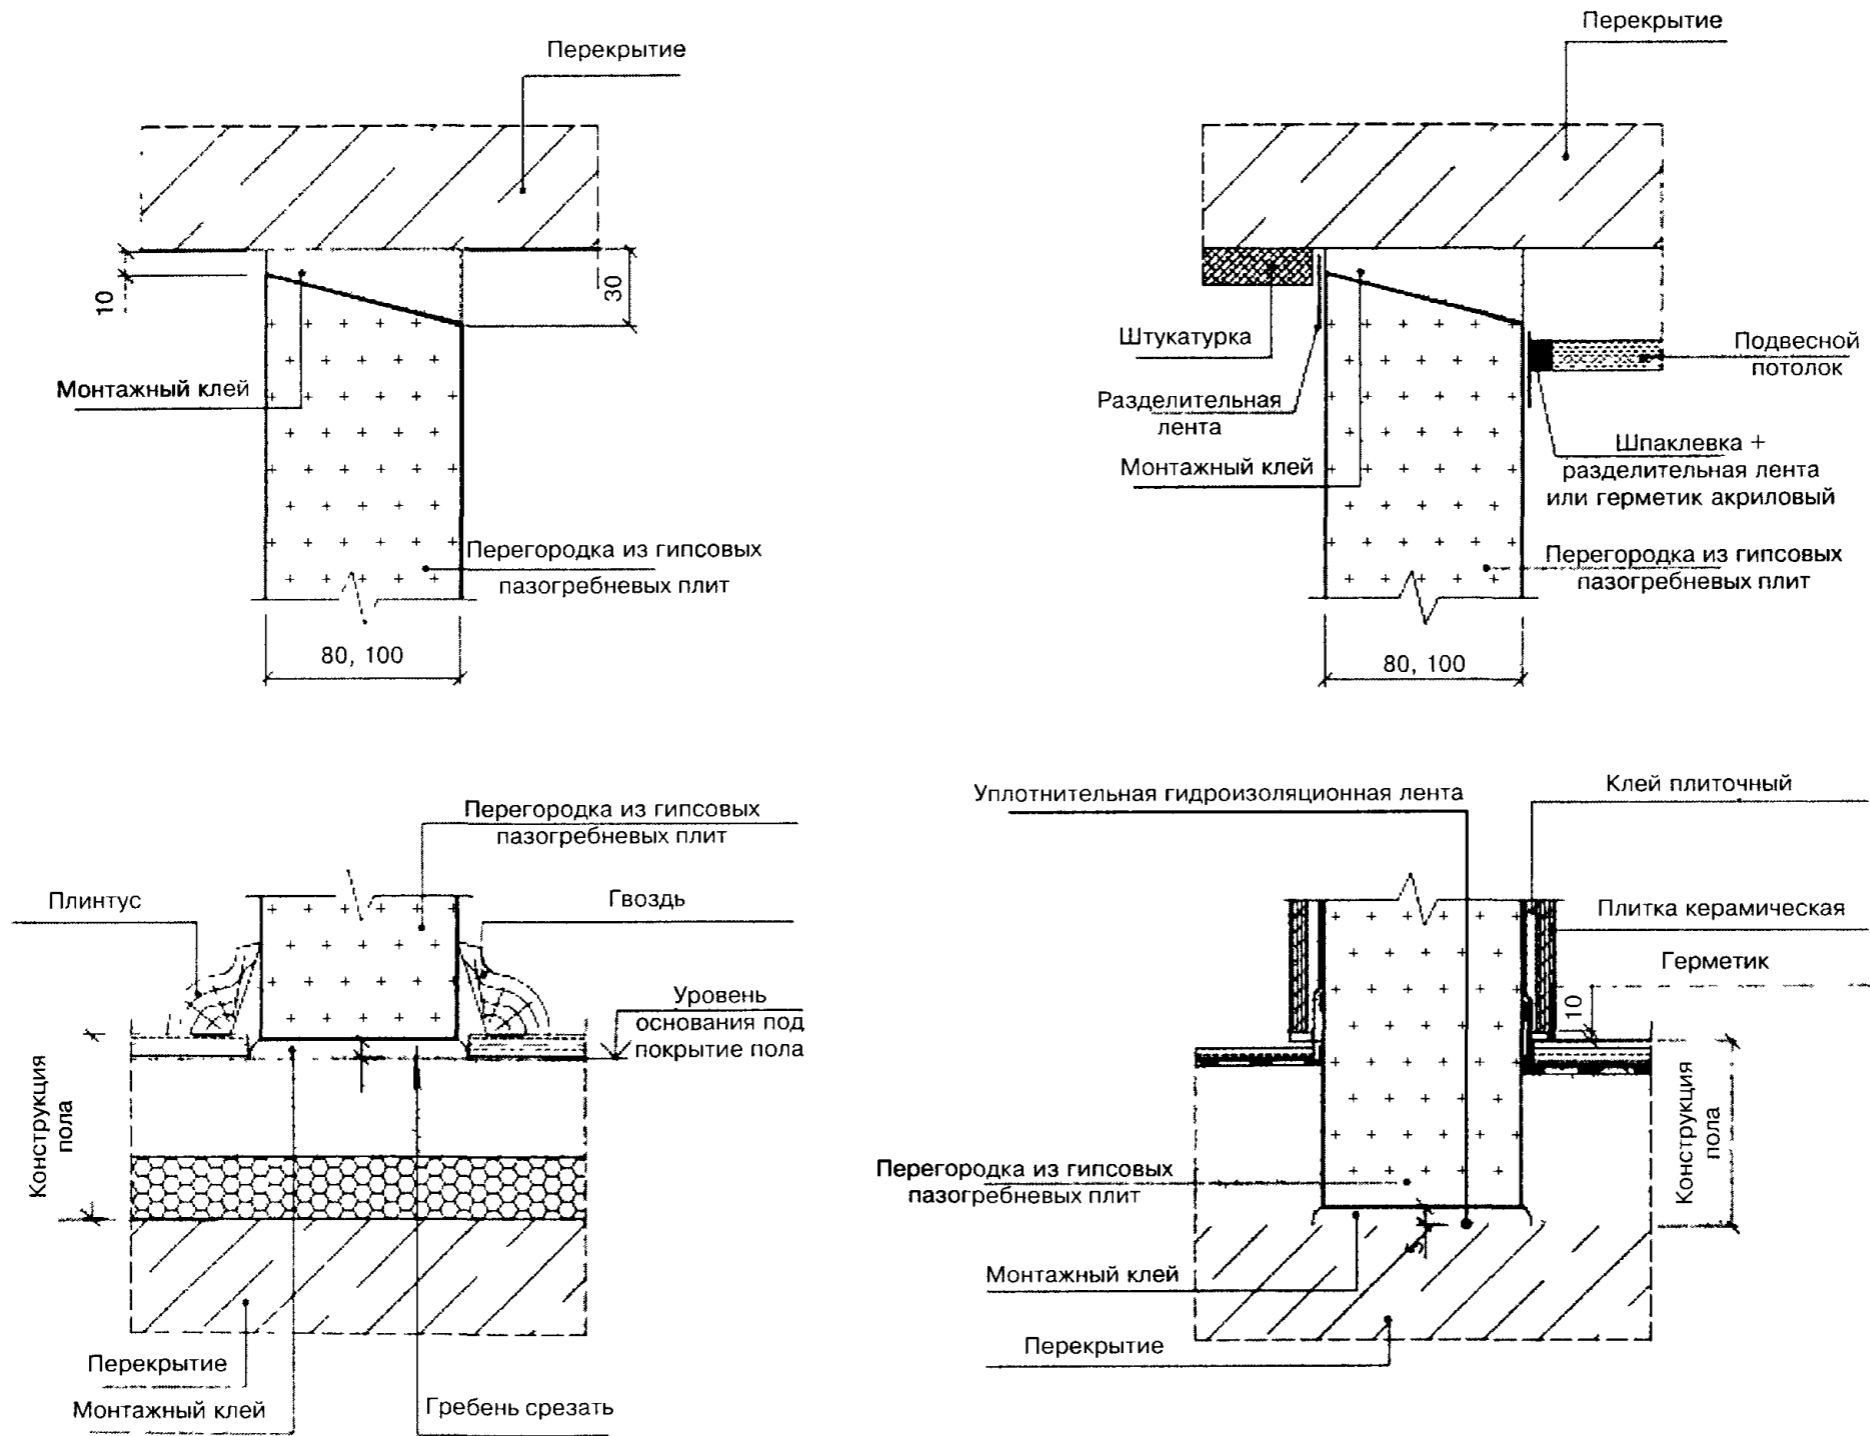 Перекрытие
10
30
Монтажный клей
Перегородка из гипсовых
пазогребневых плит
80, 100
Перекрытие
Штукатурка
Разделительная
лента
Монтажный клей
Подвесной
потолок
Шпаклевка +
разделительная лента
или герметик акриловый
Перегородка из гипсовых
пазогребневых плит
80, 100
Перегородка из гипсовых
пазогребневых плит
Плинтус
Гвоздь
Уровень
основания под
покрытие пола
Конструкция
пола
Перекрытие
Монтажный клей
Гребень срезать
Уплотнительная гидроизоляционная лента
Клей плиточный
Плитка керамическая
Герметик
10
Конструкция
пола
Перегородка из гипсовых
пазогребневых плит
Монтажный клей
Перекрытие